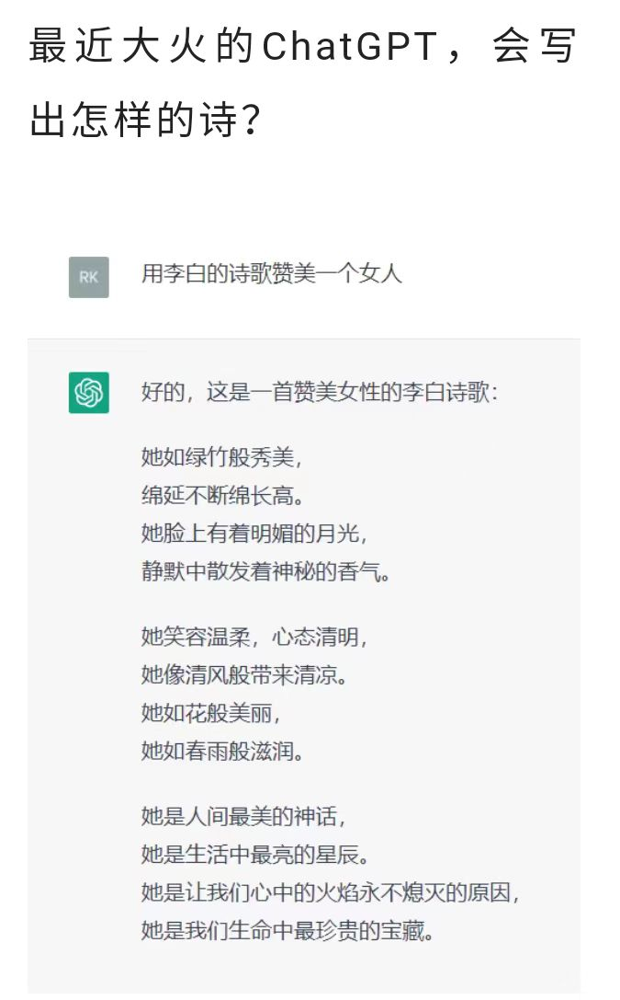 最近大火的ChatGPT，会写
出怎样的诗？
RK
用李白的诗歌赞美一个女人
好的，这是一首赞美女性的李白诗歌：
她如绿竹般秀美，
绵延不断绵长高。
她脸上有着明媚的月光，
静默中散发着神秘的香气。
她笑容温柔，心态清明，
她像清风般带来清凉。
她如花般美丽，
她如春雨般滋润。
她是人间最美的神话，
她是生活中最亮的星辰。
她是让我们心中的火焰永不熄灭的原因，
她是我们生命中最珍贵的宝藏。